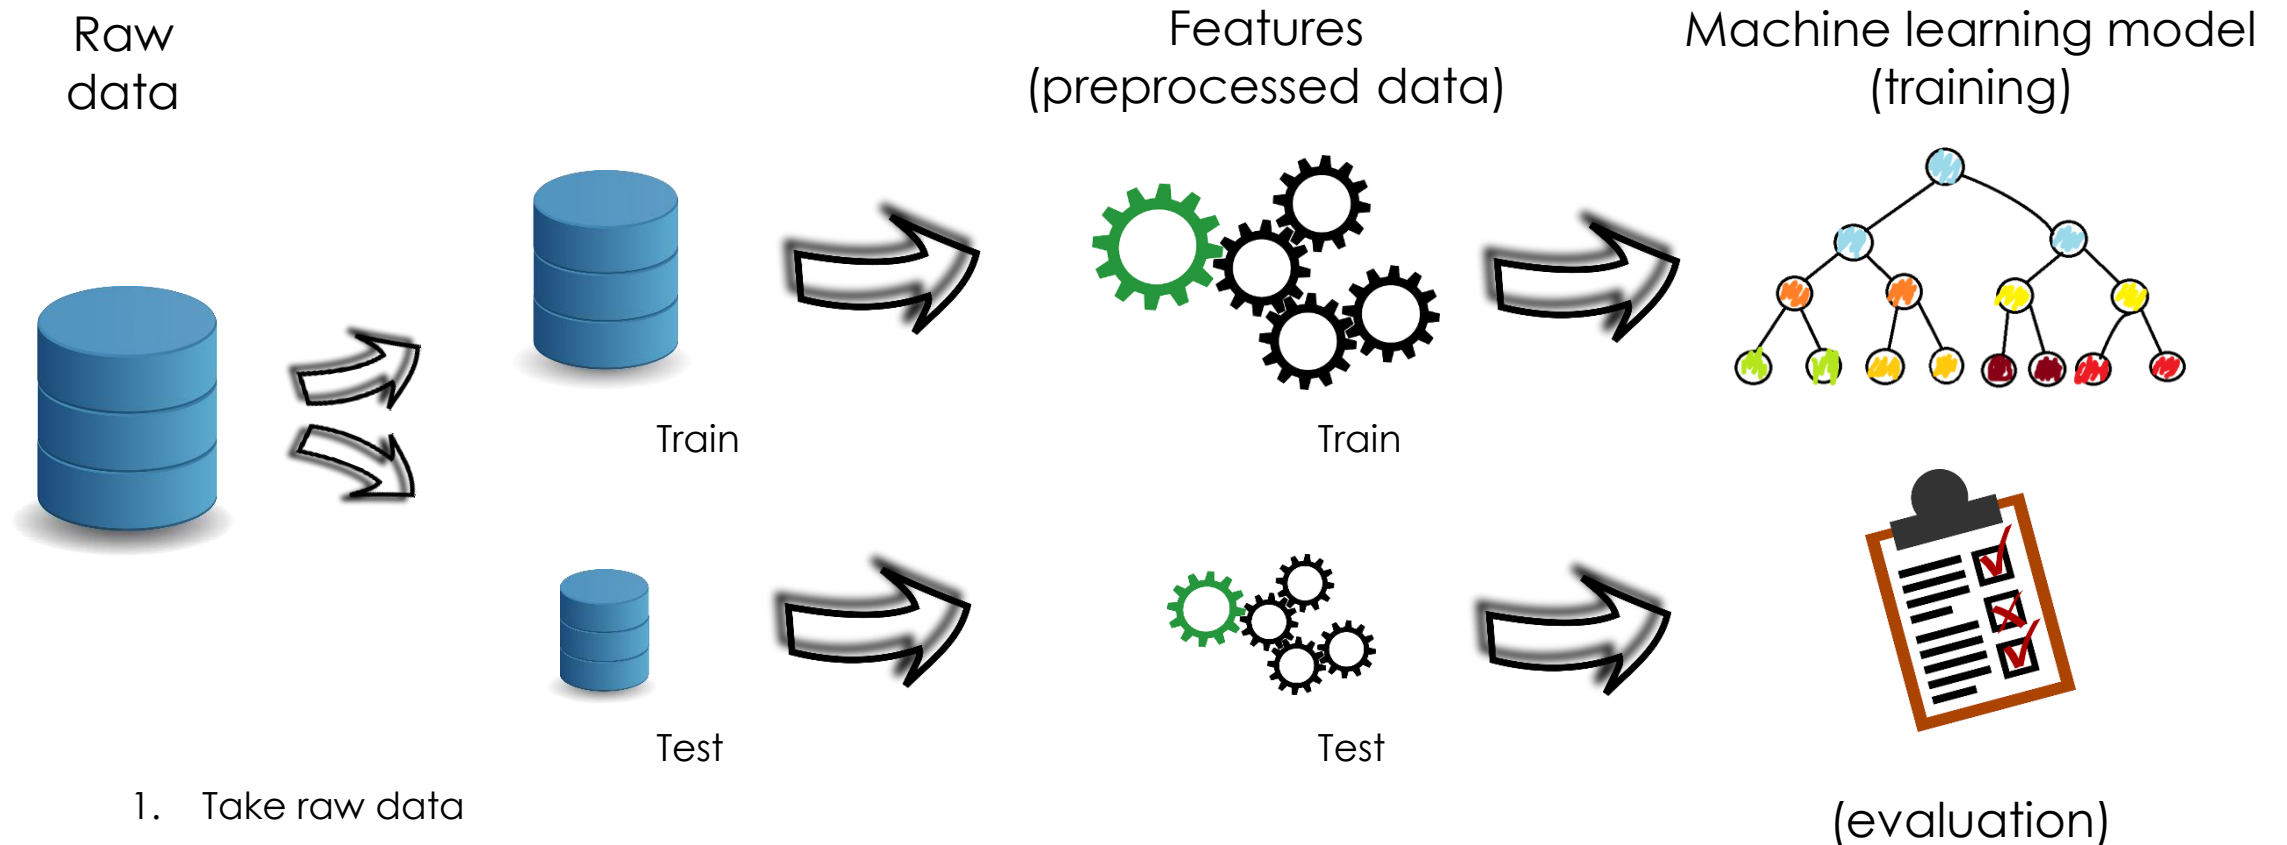 Raw
data
Features
(preprocessed data)
Machine learning model
(training)
Train
Train
Test
Test
1. Take raw data
(evaluation)